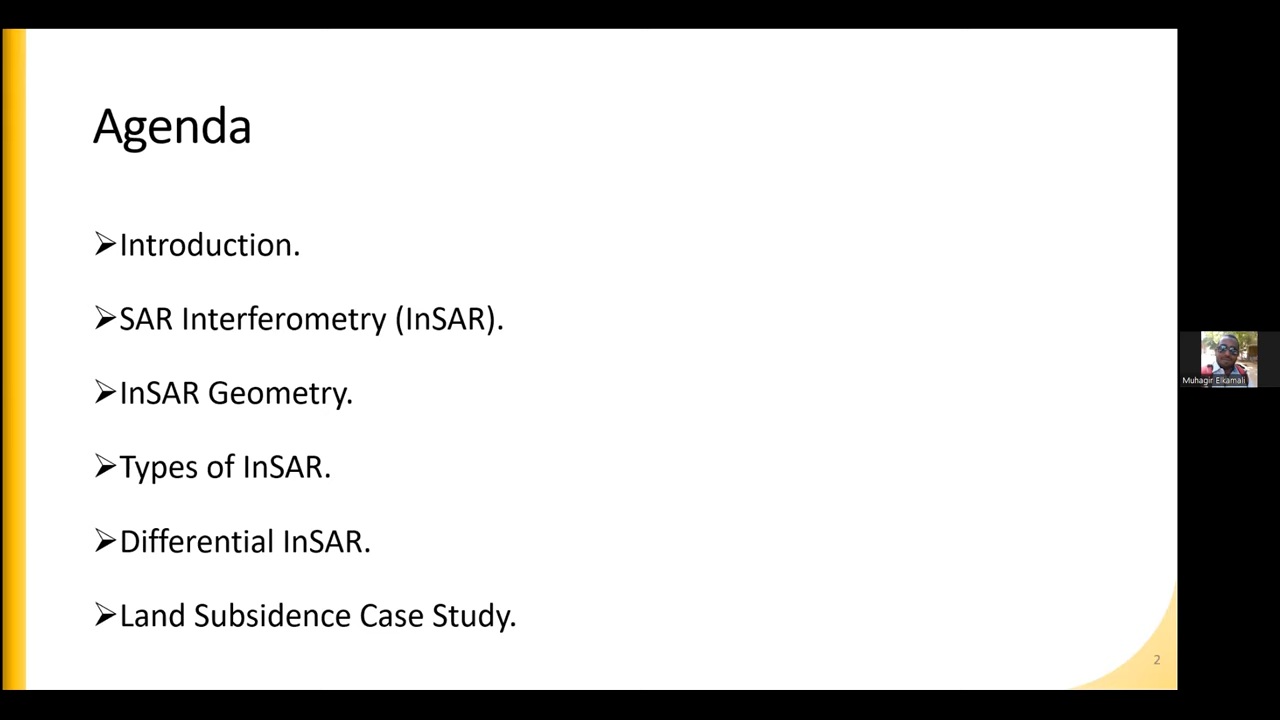 Agenda
➢Introduction.
➢SAR Interferometry (InSAR).
➢InSAR Geometry.
➢Types of InSAR.
➢Differential InSAR.
➢Land Subsidence Case Study.
2
Muhagir Elkamali